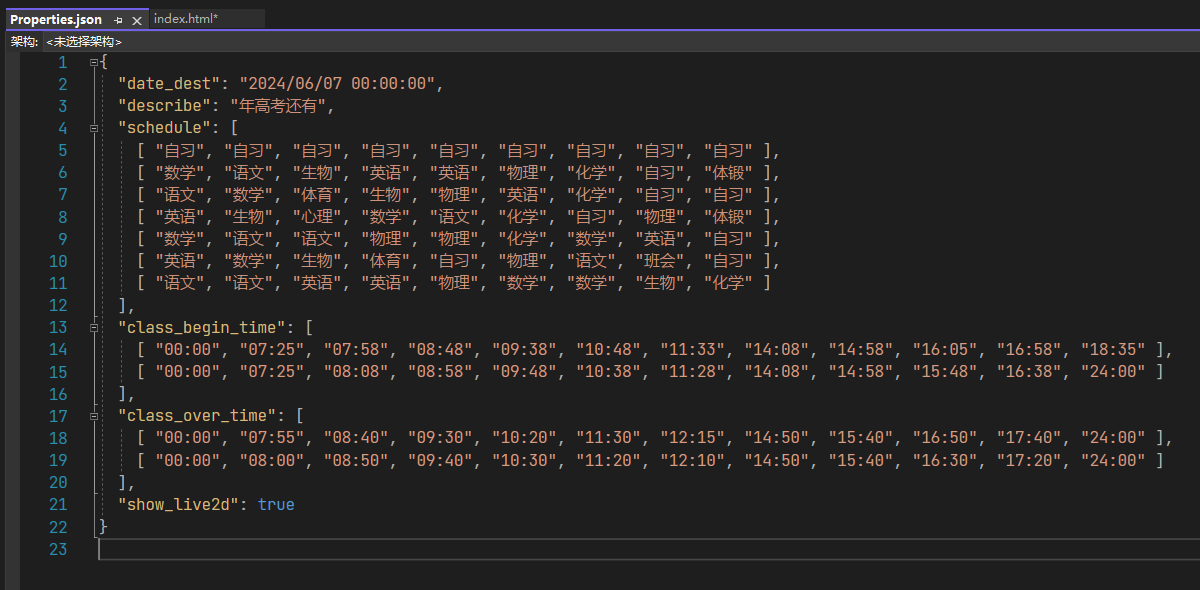 Properties.json
index.html*
架构: <未选择架构>
1 {
2 "date_dest": "2024/06/07 00:00:00",
3 "describe": "年高考还有",
4 "schedule": [
5 [ "自习", "自习", "自习", "自习", "自习", "自习", "自习", "自习", "自习" ],
6 [ "数学", "语文", "生物", "英语", "英语", "物理", "化学", "自习", "体锻" ],
7 [ "语文", "数学", "体育", "生物", "物理", "英语", "化学", "自习", "自习" ],
8 [ "英语", "生物", "心理", "数学", "语文", "化学", "自习", "物理", "体锻" ],
9 [ "数学", "语文", "语文", "物理", "物理", "化学", "数学", "英语", "自习" ],
10 [ "英语", "数学", "生物", "体育", "自习", "物理", "语文", "班会", "自习" ],
11 [ "语文", "语文", "英语", "英语", "物理", "数学", "数学", "生物", "化学" ]
12 ],
13 "class_begin_time": [
14 [ "00:00", "07:25", "07:58", "08:48", "09:38", "10:48", "11:33", "14:08", "14:58", "16:05", "16:58", "18:35" ],
15 [ "00:00", "07:25", "08:08", "08:58", "09:48", "10:38", "11:28", "14:08", "14:58", "15:48", "16:38", "24:00" ]
16 ],
17 "class_over_time": [
18 [ "00:00", "07:55", "08:40", "09:30", "10:20", "11:30", "12:15", "14:50", "15:40", "16:50", "17:40", "24:00" ],
19 [ "00:00", "08:00", "08:50", "09:40", "10:30", "11:20", "12:10", "14:50", "15:40", "16:30", "17:20", "24:00" ]
20 ],
21 "show_live2d": true
22 }
23